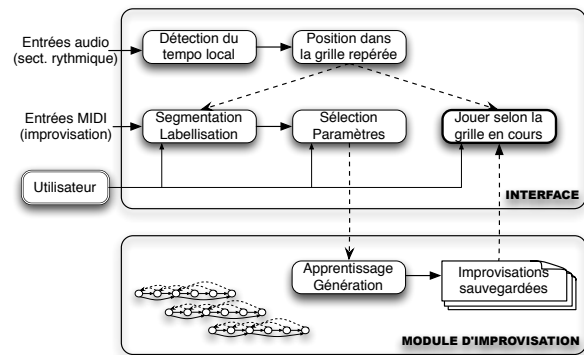 Entrées audio
(sect. rythmique)
Détection du
tempo local
Position dans
la grille repérée
Entrées MIDI
(improvisation)
Segmentation
Labellisation
Sélection
Paramètres
Jouer selon la
grille en cours
Utilisateur
INTERFACE
Apprentissage
Génération
Improvisations
sauvegardées
MODULE D'IMPROVISATION